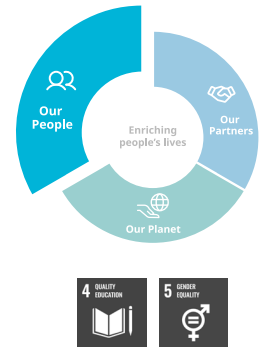 Our
People
Our
Partners
Enriching
people's lives
Our Planet
4 QUALITY
EDUCATION
5 GENDER
EQUALITY